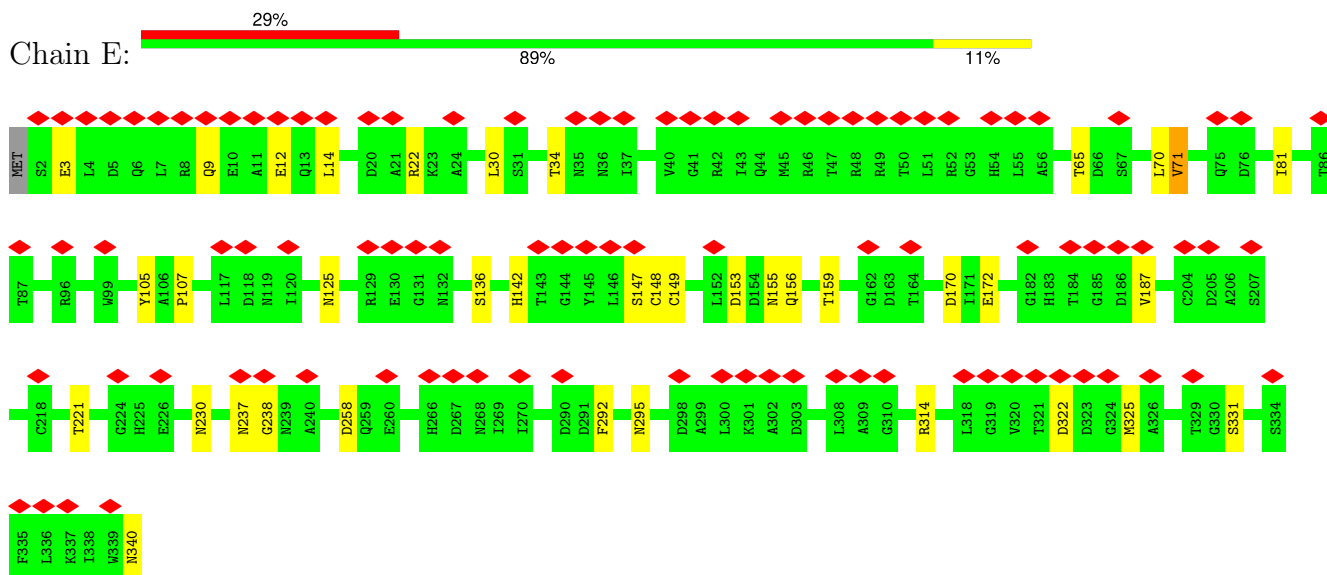 29%
Chain E:
89% 11%
MET S2 E3 L4 D5 Q6 L7 R8 Q9 E10 A11 E12 Q13 L14 D20 A21 R22 K23 A24 L30 S31 T34 N35 N36 I37 V40 G41 R42 I43 Q44 M45 R46 T47 R48 R49 T50 L51 R52 G53 H54 L55 A56 T65 D66 S67 L70 V71 Q75 D76 I81 T86
T87 R96 W99 Y105 A106 P107 L117 D118 N119 I120 N125 R129 E130 G131 N132 S136 H142 T143 G144 Y145 L146 S147 C148 C149 L152 D153 D154 N155 Q156 T159 G162 D163 T164 D170 I171 E172 G182 H183 T184 G185 D186 V187 C204 D205 A206 S207
C218 T221 G224 H225 E226 N230 N237 G238 N239 A240 D258 Q259 E260 H266 D267 N268 I269 I270 D290 D291 F292 N295 D298 A299 L300 K301 A302 D303 L308 A309 G310 R314 L318 G319 V320 T321 D322 D323 G324 M325 A326 T329 G330 S331 S334
F335 L336 K337 I338 W339 N340